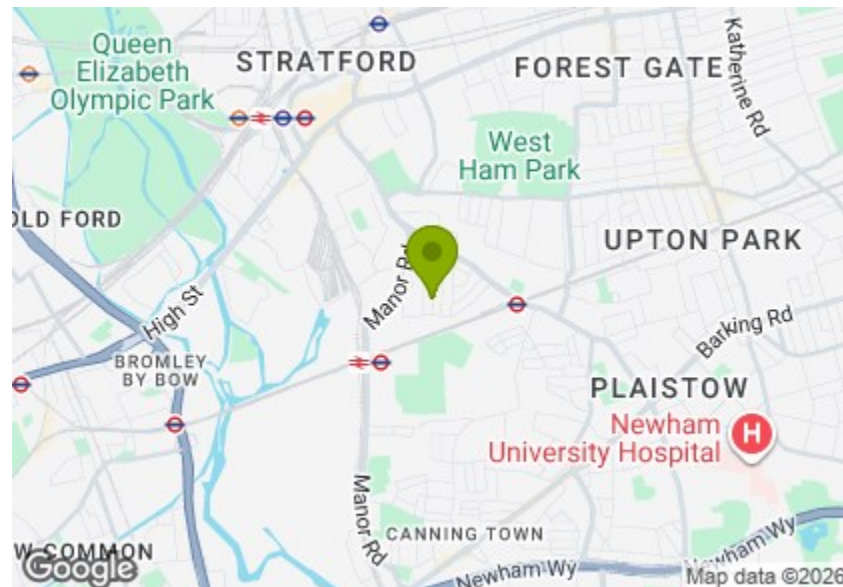 Queen
Elizabeth
Olympic Park
STRATFORD
FOREST GATE
Katherine Rd
West
Ham Park
OLD FORD
UPTON PARK
Manor Rd
High St
Barking Rd
BROMLEY
BY BOW
PLAISTOW
Newham
University Hospital
H
Manor Rd
CANNING TOWN
W COMMON
Newham Wy
Newham Wy
Google
Map data ©2026